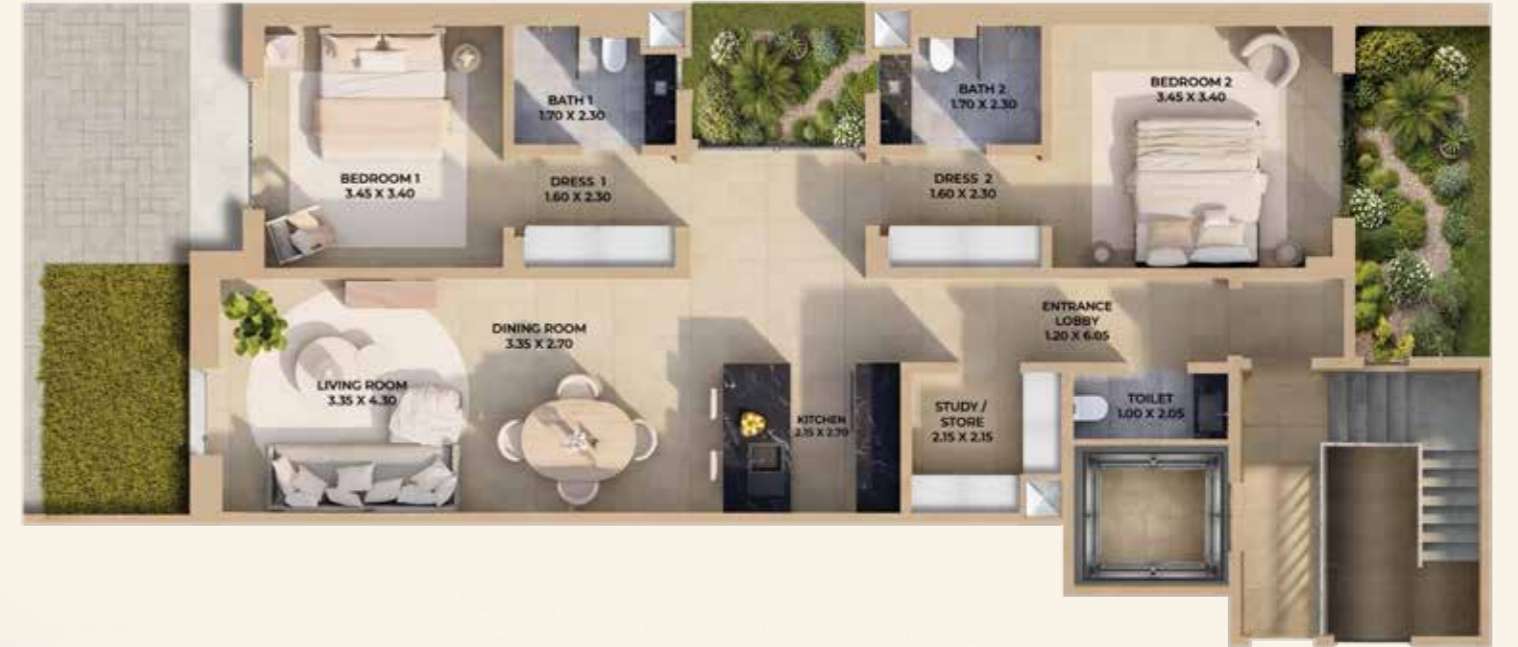 BEDROOM 1
3.45 X 3.40
BATH 1
1.70 X 2.30
DRESS 1
1.60 X 2.30
BATH 2
1.70 X 2.30
DRESS 2
1.60 X 2.30
BEDROOM 2
3.45 X 3.40
LIVING ROOM
3.35 X 4.30
DINING ROOM
3.35 X 2.70
KITCHEN
2.15 X 2.70
STUDY /
STORE
2.15 X 2.15
ENTRANCE
LOBBY
1.20 X 6.05
TOILET
1.00 X 2.05